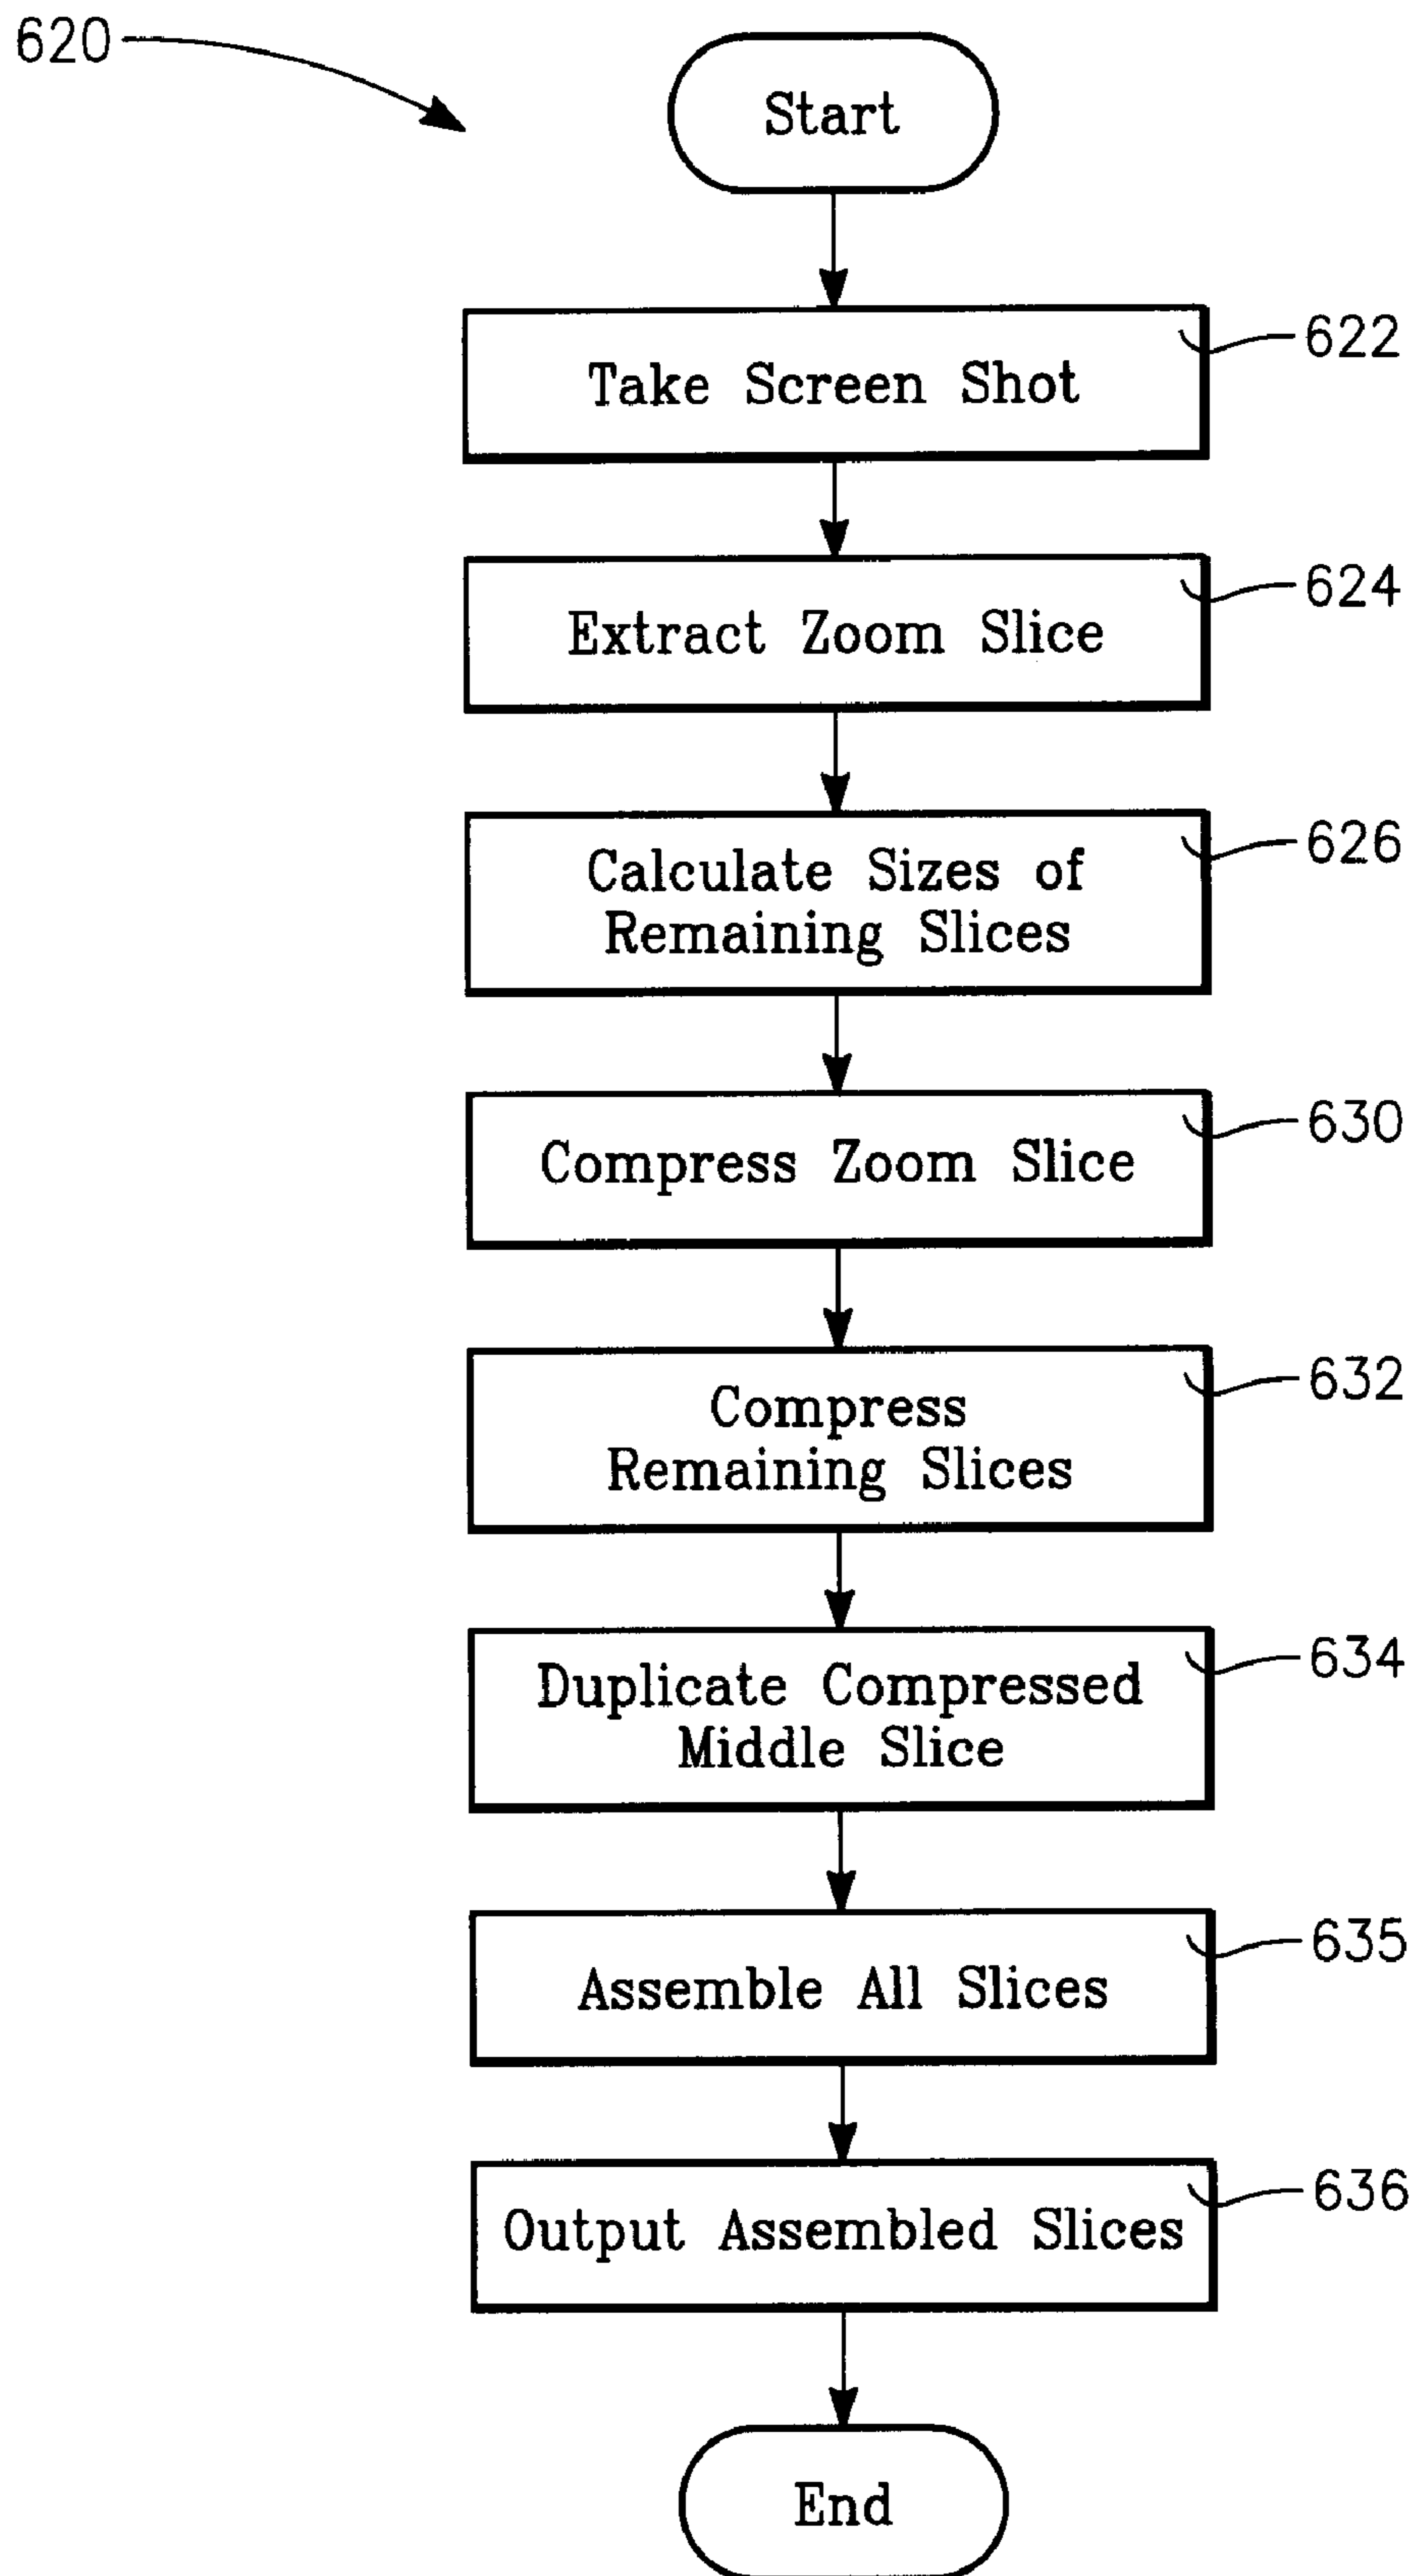 620
Start
Take Screen Shot
622
Extract Zoom Slice
624
Calculate Sizes of
Remaining Slices
626
Compress Zoom Slice
630
Compress
Remaining Slices
632
Duplicate Compressed
Middle Slice
634
Assemble All Slices
635
Output Assembled Slices
636
End